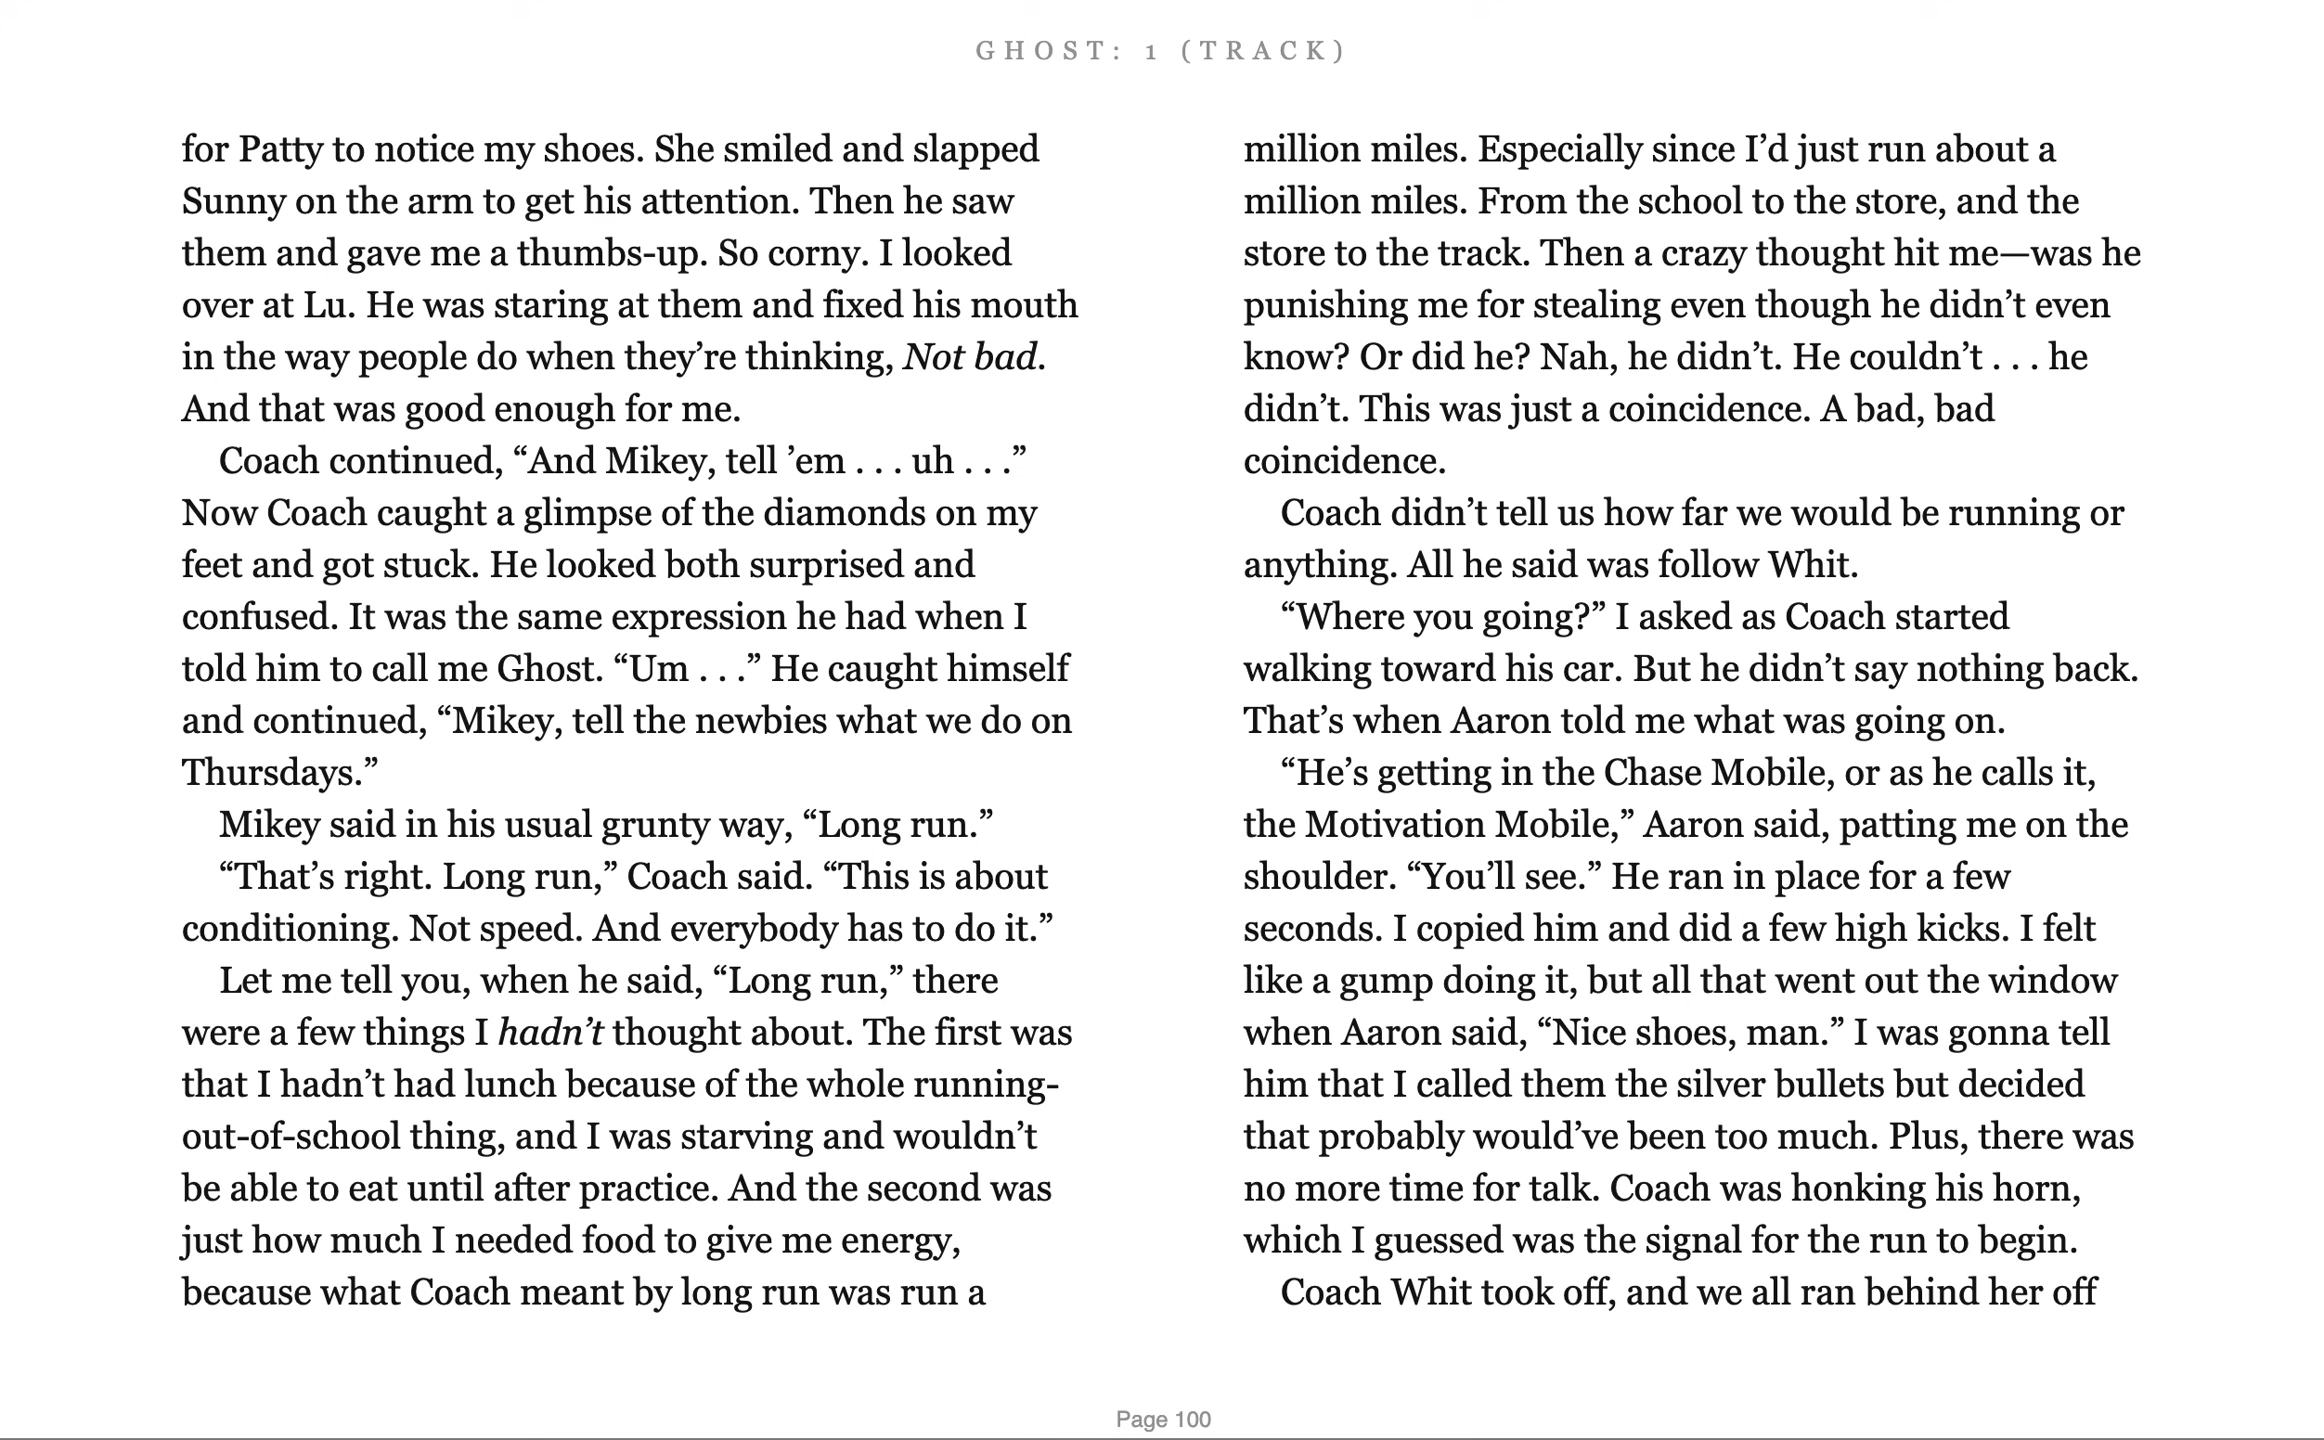 GHOST: 1 (TRACK)
for Patty to notice my shoes. She smiled and slapped
Sunny on the arm to get his attention. Then he saw
them and gave me a thumbs-up. So corny. I looked
over at Lu. He was staring at them and fixed his mouth
in the way people do when they’re thinking, Not bad.
And that was good enough for me.
Coach continued, “And Mikey, tell ’em . . . uh . . .”
Now Coach caught a glimpse of the diamonds on my
feet and got stuck. He looked both surprised and
confused. It was the same expression he had when I
told him to call me Ghost. “Um . . .” He caught himself
and continued, “Mikey, tell the newbies what we do on
Thursdays.”
Mikey said in his usual grunty way, “Long run.”
“That’s right. Long run,” Coach said. “This is about
conditioning. Not speed. And everybody has to do it.”
Let me tell you, when he said, “Long run,” there
were a few things I hadn’t thought about. The first was
that I hadn’t had lunch because of the whole running-
out-of-school thing, and I was starving and wouldn’t
be able to eat until after practice. And the second was
just how much I needed food to give me energy,
because what Coach meant by long run was run a
million miles. Especially since I’d just run about a
million miles. From the school to the store, and the
store to the track. Then a crazy thought hit me—was he
punishing me for stealing even though he didn’t even
know? Or did he? Nah, he didn’t. He couldn’t . . . he
didn’t. This was just a coincidence. A bad, bad
coincidence.
Coach didn’t tell us how far we would be running or
anything. All he said was follow Whit.
“Where you going?” I asked as Coach started
walking toward his car. But he didn’t say nothing back.
That’s when Aaron told me what was going on.
“He’s getting in the Chase Mobile, or as he calls it,
the Motivation Mobile,” Aaron said, patting me on the
shoulder. “You’ll see.” He ran in place for a few
seconds. I copied him and did a few high kicks. I felt
like a gump doing it, but all that went out the window
when Aaron said, “Nice shoes, man.” I was gonna tell
him that I called them the silver bullets but decided
that probably would’ve been too much. Plus, there was
no more time for talk. Coach was honking his horn,
which I guessed was the signal for the run to begin.
Coach Whit took off, and we all ran behind her off
Page 100